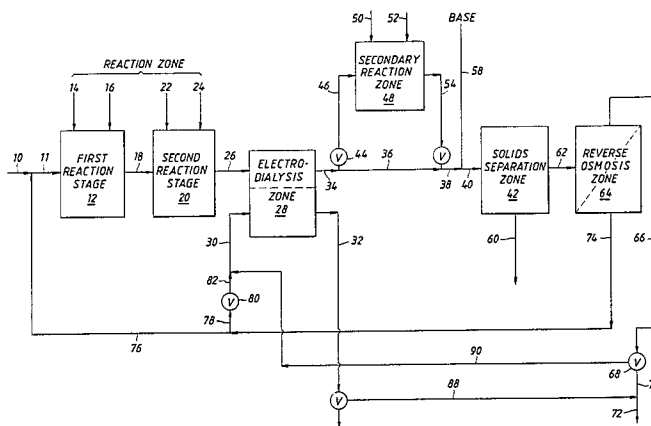 50 52 BASE
REACTION ZONE
14 16 22 24
SECONDARY
REACTION
ZONE
48
46 54 58
10 11
FIRST
REACTION
STAGE
12
18
SECOND
REACTION
STAGE
20
26
ELECTRO-
DIALYSIS
ZONE
28
V 44
34 36
V
38 40
SOLIDS
SEPARATION
ZONE
42
62
REVERSE
OSMOSIS
ZONE
64
30 32 60 74 66
82
V 80
78
76
90
V
68
V
88
72